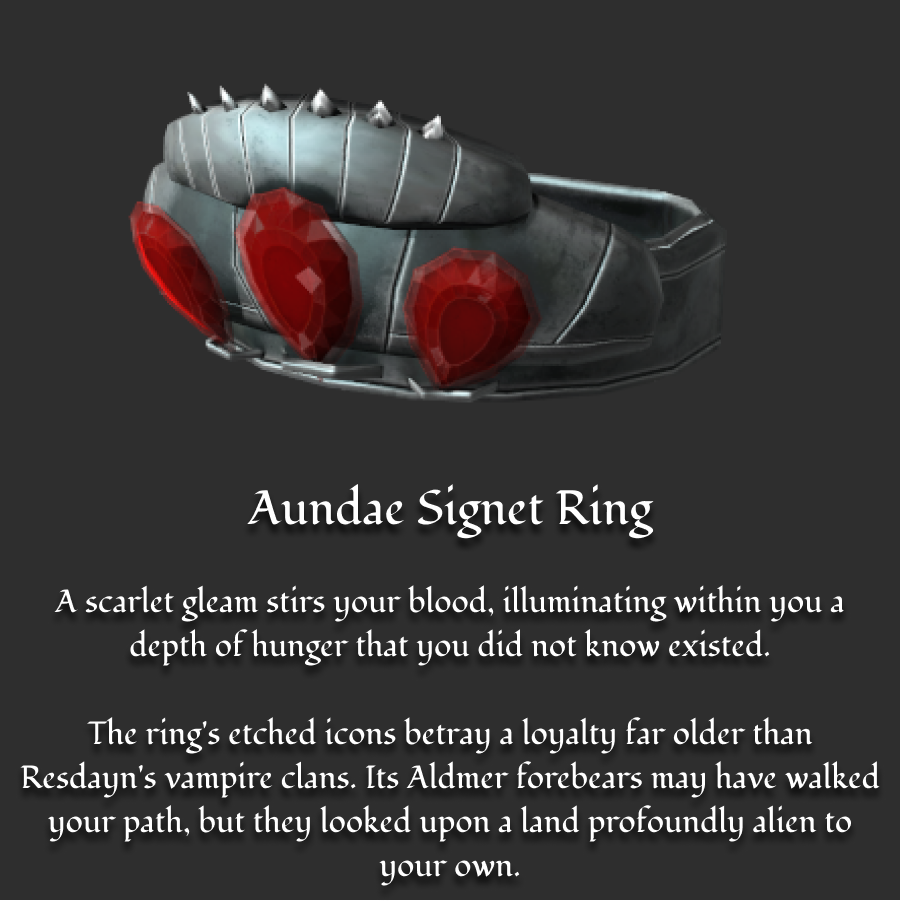 Aundae Signet Ring
A scarlet gleam stirs your blood, illuminating within you a
depth of hunger that you did not know existed.
The ring's etched icons betray a loyalty far older than
Resdayn's vampire clans. Its Aldmer forebears may have walked
your path, but they looked upon a land profoundly alien to
your own.